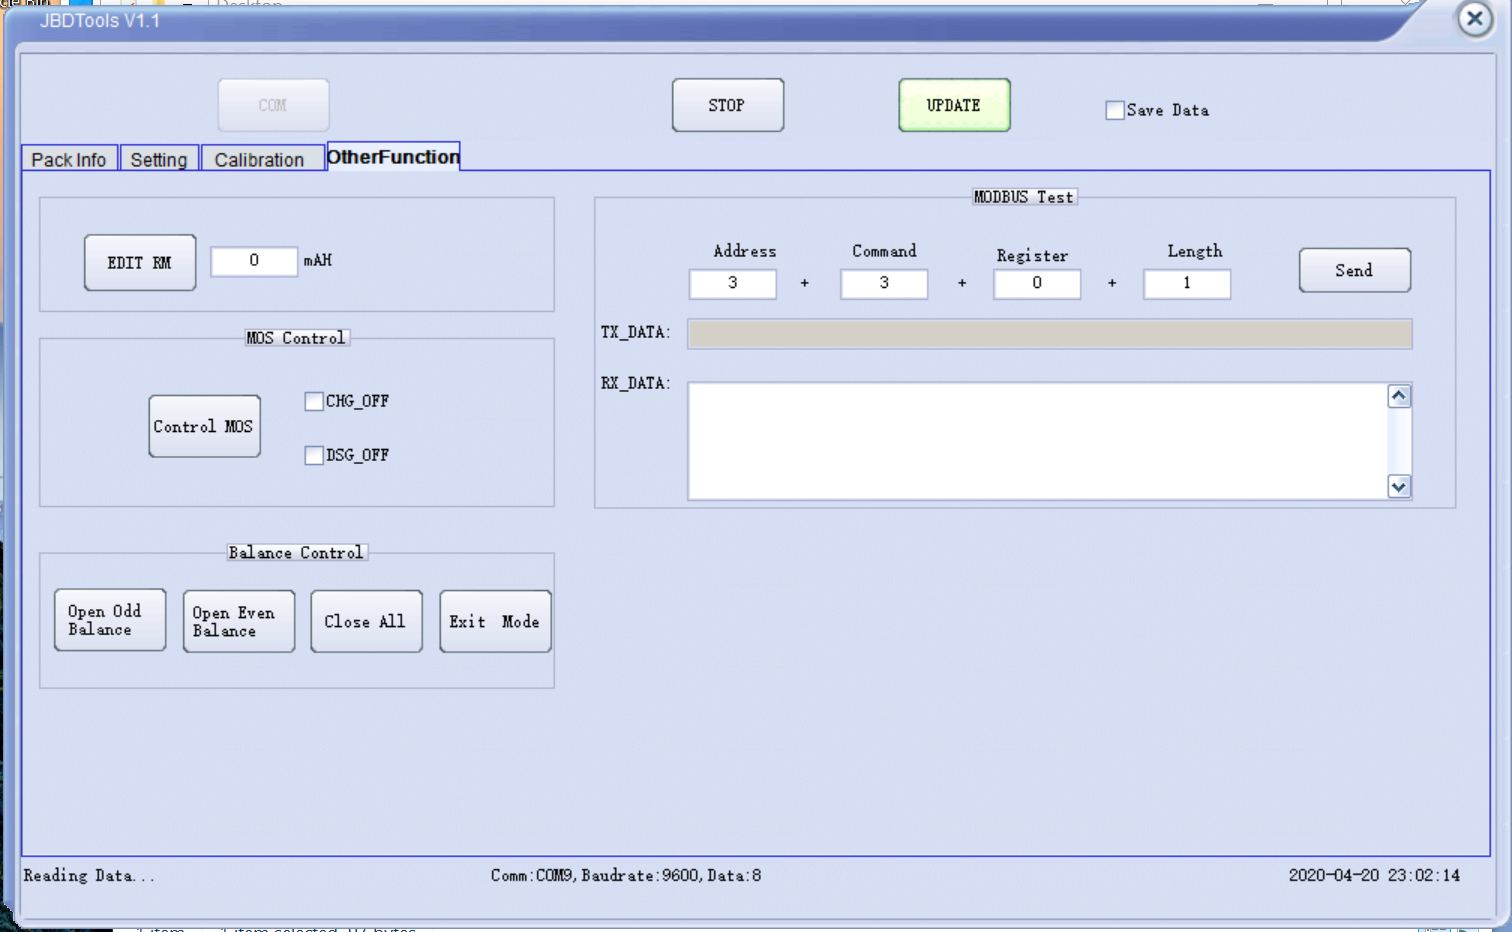 JBDTools V1.1
COM
STOP
UPDATE
Save Data
Pack Info
Setting
Calibration
OtherFunction
EDIT RM
0
mAH
MOS Control
Control MOS
CHG_OFF
DSG_OFF
Balance Control
Open Odd
Balance
Open Even
Balance
Close All
Exit Mode
MODBUS Test
Address
Command
Register
Length
3
+
3
+
0
+
1
Send
TX_DATA:
RX_DATA:
Reading Data...
Comm:COM9,Baudrate:9600,Data:8
2020-04-20 23:02:14